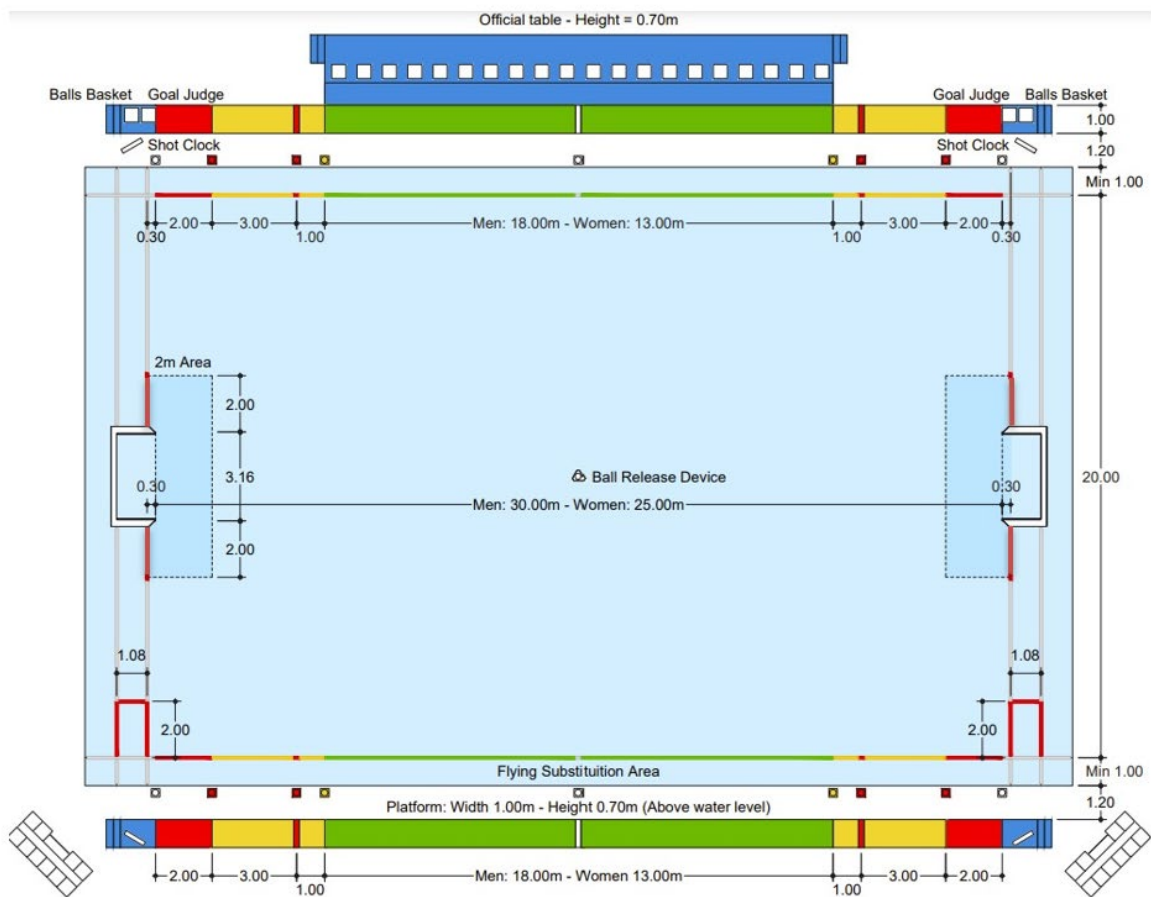 Official table - Height = 0.70m
Balls Basket Goal Judge Goal Judge Balls Basket
1.00
Shot Clock Shot Clock
1.20
Min 1.00
2.00 3.00 Men: 18.00m - Women: 13.00m 3.00 2.00
0.30 1.00 1.00 0.30
2m Area
2.00
3.16 Ball Release Device 20.00
0.30 0.30
Men: 30.00m - Women: 25.00m
2.00
1.08 1.08
2.00 2.00
Flying Substituition Area Min 1.00
Platform: Width 1.00m - Height 0.70m (Above water level) 1.20
2.00 3.00 Men: 18.00m - Women 13.00m 3.00 2.00
1.00 1.00